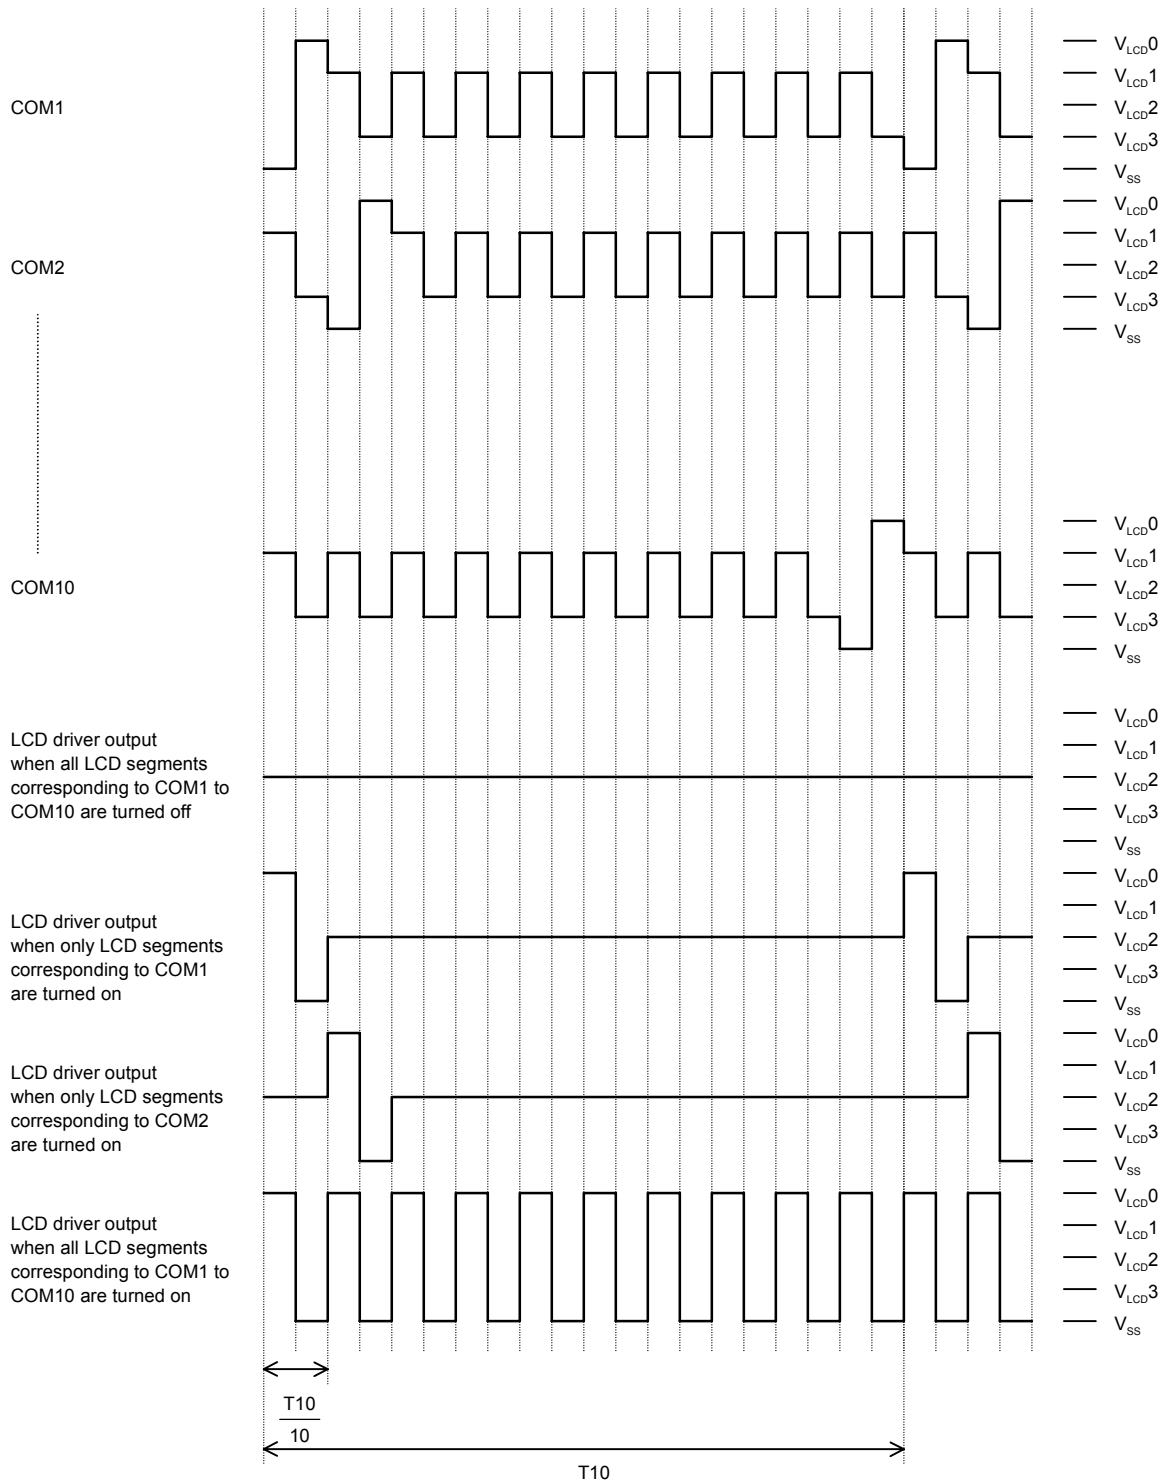 V_LCD0
V_LCD1
COM1
V_LCD2
V_LCD3
V_SS
V_LCD0
V_LCD1
COM2
V_LCD2
V_LCD3
V_SS
V_LCD0
V_LCD1
COM10
V_LCD2
V_LCD3
V_SS
LCD driver output
when all LCD segments
corresponding to COM1 to
COM10 are turned off
V_LCD0
V_LCD1
V_LCD2
V_LCD3
V_SS
LCD driver output
when only LCD segments
corresponding to COM1
are turned on
V_LCD0
V_LCD1
V_LCD2
V_LCD3
V_SS
LCD driver output
when only LCD segments
corresponding to COM2
are turned on
V_LCD0
V_LCD1
V_LCD2
V_LCD3
V_SS
LCD driver output
when all LCD segments
corresponding to COM1 to
COM10 are turned on
V_LCD0
V_LCD1
V_LCD2
V_LCD3
V_SS
T10
10
T10